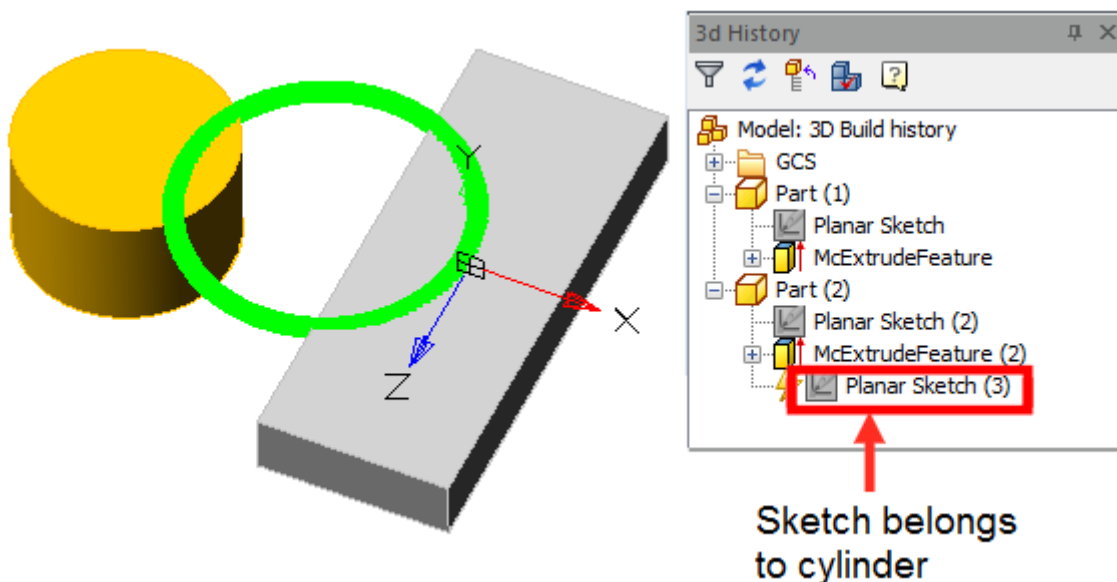 3d History
Model: 3D Build history
GCS
Part (1)
Planar Sketch
McExtrudeFeature
Part (2)
Planar Sketch (2)
McExtrudeFeature (2)
Planar Sketch (3)
Y
X
Z
Sketch belongs
to cylinder